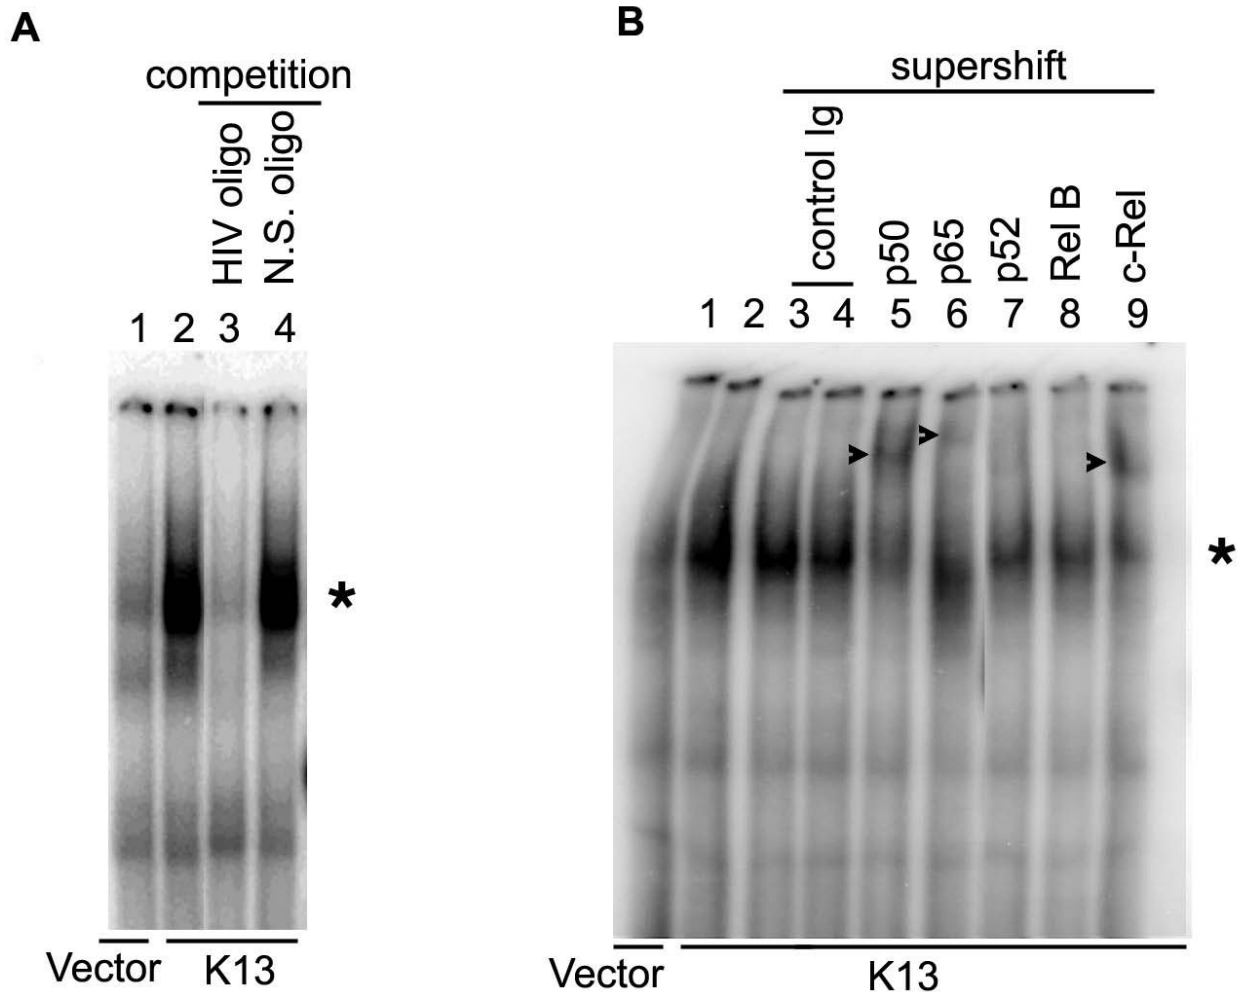 A
competition
HIV oligo
N.S. oligo
1 2 3 4
*
Vector K13
B
supershift
control Ig
p50
p65
p52
Rel B
c-Rel
1 2 3 4 5 6 7 8 9
*
Vector K13